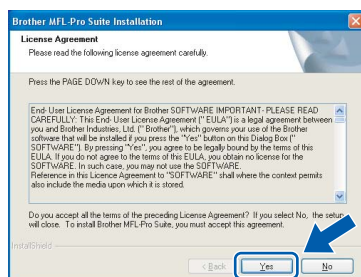 Brother MFL-Pro Suite Installation
License Agreement
Please read the following license agreement carefully.
Press the PAGE DOWN key to see the rest of the agreement.
End- User License Agreement for Brother SOFTWARE IMPORTANT- PLEASE READ
CAREFULLY: This End- User License Agreement (" EULA") is a legal agreement between
you and Brother Industries, Ltd. (" Brother"), which governs your use of the Brother
software that will be installed if you press the "Yes" button on this Dialog Box ("
SOFTWARE"). By pressing "Yes", you agree to be legally bound by the terms of this
EULA. If you do not agree to the terms of this EULA, you obtain no license for the
SOFTWARE. In such case, you may not use the SOFTWARE.
Reference in this Licence Agreement to "SOFTWARE" shall where the context permits
also include the media upon which it is stored.
Do you accept all the terms of the preceding License Agreement? If you select No, the setup
will close. To install Brother MFL-Pro Suite, you must accept this agreement.
InstallShield
< Back
Yes
No